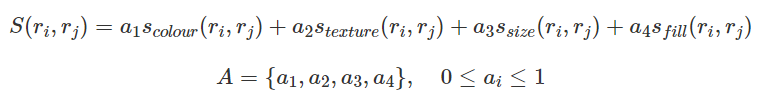 S(r_i, r_j) = a_1 s_{colour}(r_i, r_j) + a_2 s_{texture}(r_i, r_j) + a_3 s_{size}(r_i, r_j) + a_4 s_{fill}(r_i, r_j)
A = {a_1, a_2, a_3, a_4}, 0 ≤ a_i ≤ 1